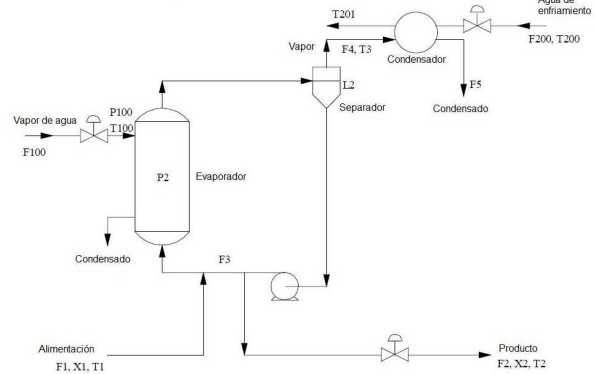 Agua de
enfriamiento
T201
F200, T200
Vapor
F4, T3
Condensador
L2
F5
Separador
Condensado
P100
Vapor de agua
T100
F100
P2
Evaporador
Condensado
F3
Alimentación
F1, X1, T1
Producto
F2, X2, T2